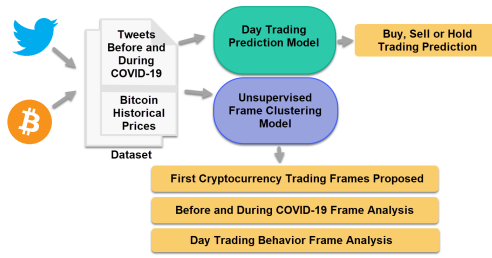 Tweets
Before and
During
COVID-19
Bitcoin
Historical
Prices
Dataset
Day Trading
Prediction Model
Buy, Sell or Hold
Trading Prediction
Unsupervised
Frame Clustering
Model
First Cryptocurrency Trading Frames Proposed
Before and During COVID-19 Frame Analysis
Day Trading Behavior Frame Analysis